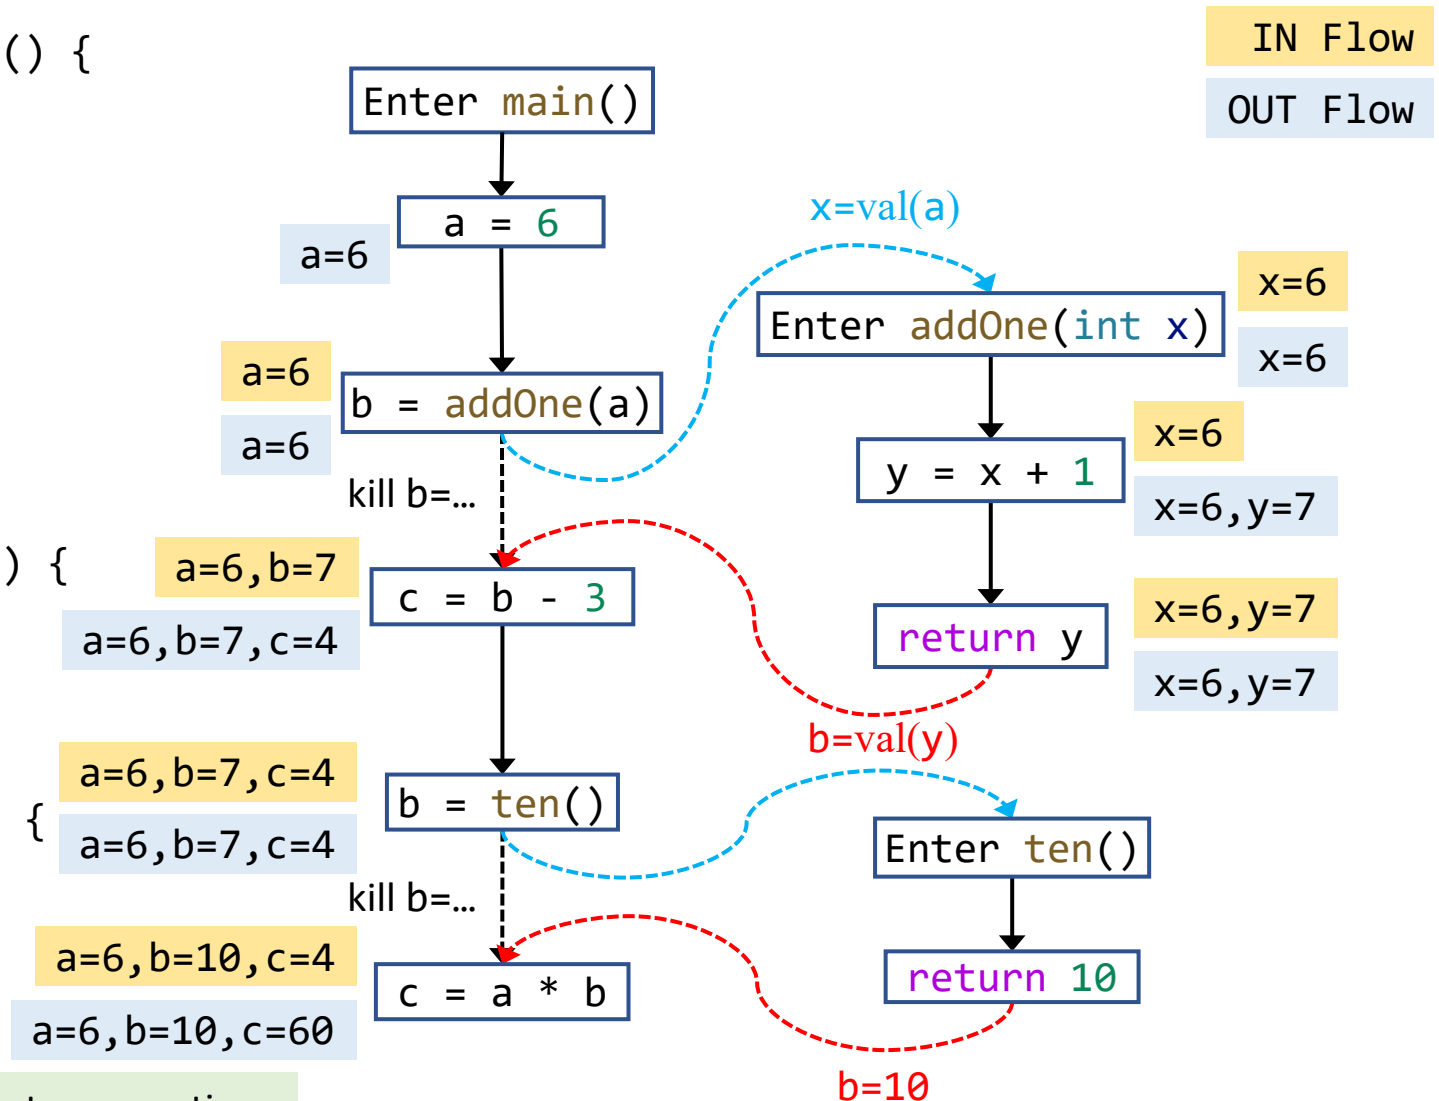 () {
IN Flow
OUT Flow
Enter main()
a = 6
a=6
x=val(a)
Enter addOne(int x)
x=6
x=6
a=6
b = addOne(a)
a=6
kill b=…
y = x + 1
x=6
x=6,y=7
) {
a=6,b=7
c = b - 3
a=6,b=7,c=4
return y
x=6,y=7
x=6,y=7
b=val(y)
{
a=6,b=7,c=4
b = ten()
a=6,b=7,c=4
Enter ten()
kill b=…
a=6,b=10,c=4
c = a * b
a=6,b=10,c=60
return 10
b=10